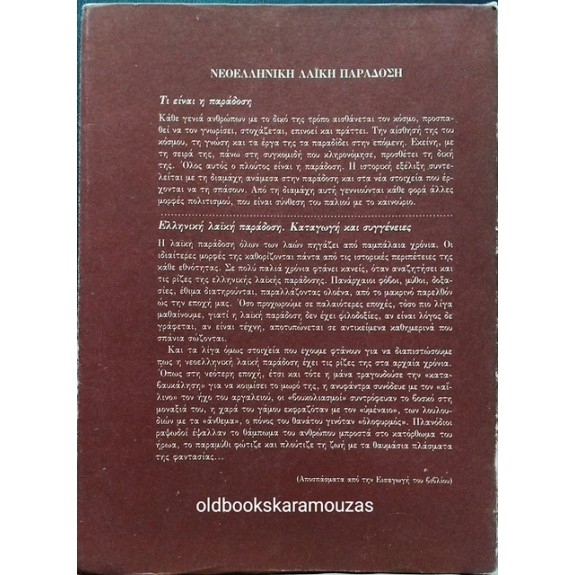 ΝΕΟΕΛΛΗΝΙΚΗ ΛΑΪΚΗ ΠΑΡΑΔΟΣΗ
Τι είναι η παράδοση
Κάθε γενιά ανθρώπων με το δικό της τρόπο αισθάνεται τον κόσμο, προσπα-
θεί να τον γνωρίσει, στοχάζεται, επινοεί και πράττει. Την αίσθησή της του
κόσμου, τη γνώση και τα έργα της τα παραδίδει στην επόμενη. Εκείνη, με
τη σειρά της, πάνω στη συγκομιδή που κληρονόμησε, προσθέτει τη δική
της. Όλος αυτός ο πλούτος είναι η παράδοση. Η ιστορική εξέλιξη συντε-
λείται με τη διαμάχη ανάμεσα στην παράδοση και στα νέα στοιχεία που έρ-
χονται να τη σπάσουν. Από τη διαμάχη αυτή γεννιούνται κάθε φορά άλλες
μορφές πολιτισμού, που είναι σύνθεση του παλιού με το καινούριο.
Ελληνική λαϊκή παράδοση. Καταγωγή και συγγένειες
Η λαϊκή παράδοση όλων των λαών πηγάζει από παμπάλαια χρόνια. Οι
ιδιαίτερες μορφές της καθορίζονται πάντα από τις ιστορικές περιπέτειες της
κάθε εθνότητας. Σε πολύ παλιά χρόνια φτάνει κανείς, όταν αναζητήσει και
τις ρίζες της ελληνικής λαϊκής παράδοσης. Πανάρχαιοι φόβοι, μύθοι, δοξα-
σίες, έθιμα διατηρούνται, παραλλάζοντας ολοένα, από το μακρινό παρελθόν
ώς την εποχή μας. Όσο προχωρούμε σε παλαιότερες εποχές, τόσο πιο λίγα
μαθαίνουμε, γιατί η λαϊκή παράδοση δεν έχει φιλοδοξίες, αν είναι λόγος δε
γράφεται, αν είναι τέχνη, αποτυπώνεται σε αντικείμενα καθημερινά που
σπάνια σώζονται.
Και τα λίγα όμως στοιχεία που έχουμε φτάνουν για να διαπιστώσουμε
πως η νεοελληνική λαϊκή παράδοση έχει τις ρίζες της στα αρχαία χρόνια.
Όπως στη νεότερη εποχή, έτσι και τότε η μάνα τραγουδούσε την «κατα-
βαυκάληση» για να κοιμίσει το μωρό της, η ανυφάντρα συνόδευε με τον «αί-
λινο» τον ήχο του αργαλειού, οι «βουκολιασμοί» συντρόφευαν το βοσκό στη
μοναξιά του, η χαρά του γάμου εκφραζόταν με τον «υμέναιο», των λουλου-
διών με τα «άνθεμα», ο πόνος του θανάτου γινόταν «ολοφυρμός». Πλανόδιοι
ραψωδοί έψαλλαν το θάμπωμα του ανθρώπου μπροστά στο κατόρθωμα του
ήρωα, το παραμύθι φώτιζε και πλούτιζε τη ζωή με τα θαυμάσια πλάσματα
της φαντασίας...
(Αποσπάσματα από την Εισαγωγή του βιβλίου)
oldbookskaramouzas